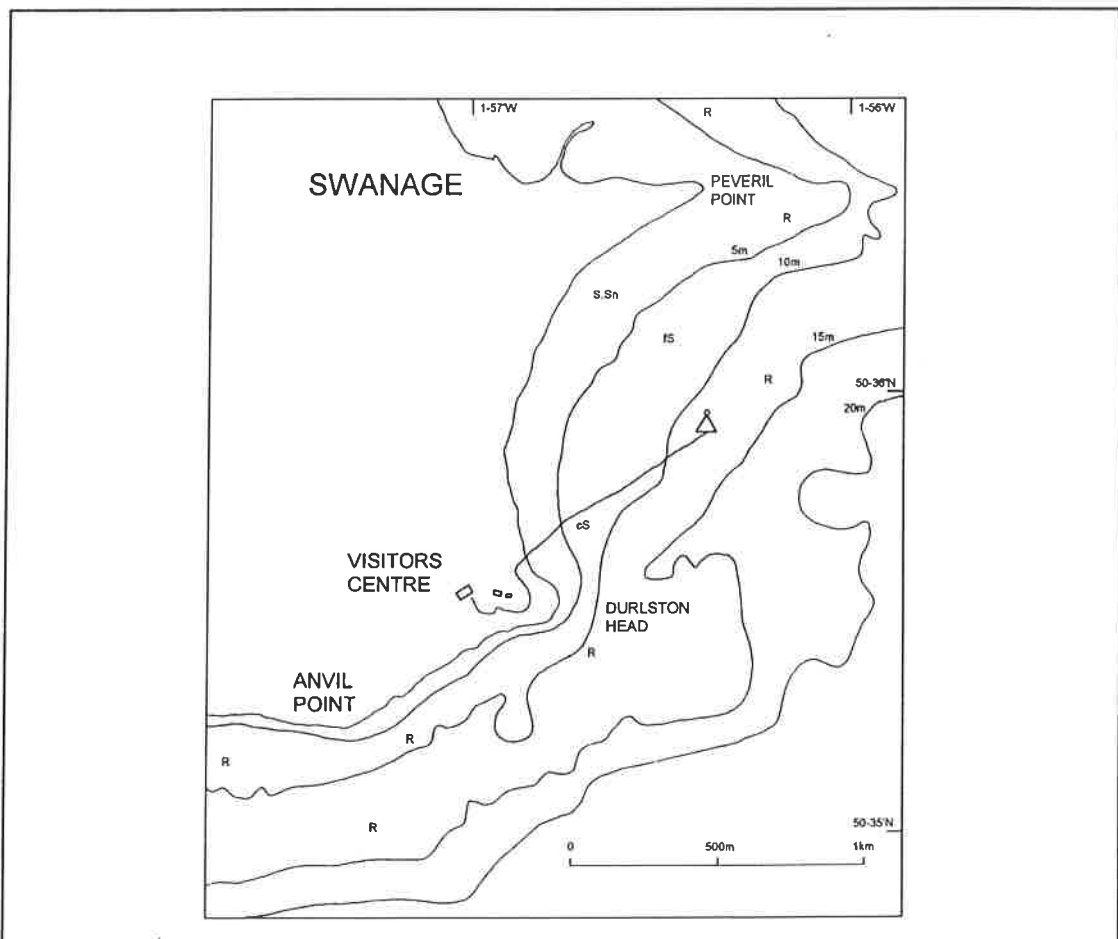 1-57'W
1-56'W
R
SWANAGE
PEVERIL
POINT
R
5m
10m
S.Sn
fS
15m
R
50-36'N
20m
cS
VISITORS
CENTRE
DURLSTON
HEAD
R
ANVIL
POINT
R
R
R
50-35'N
0
500m
1km